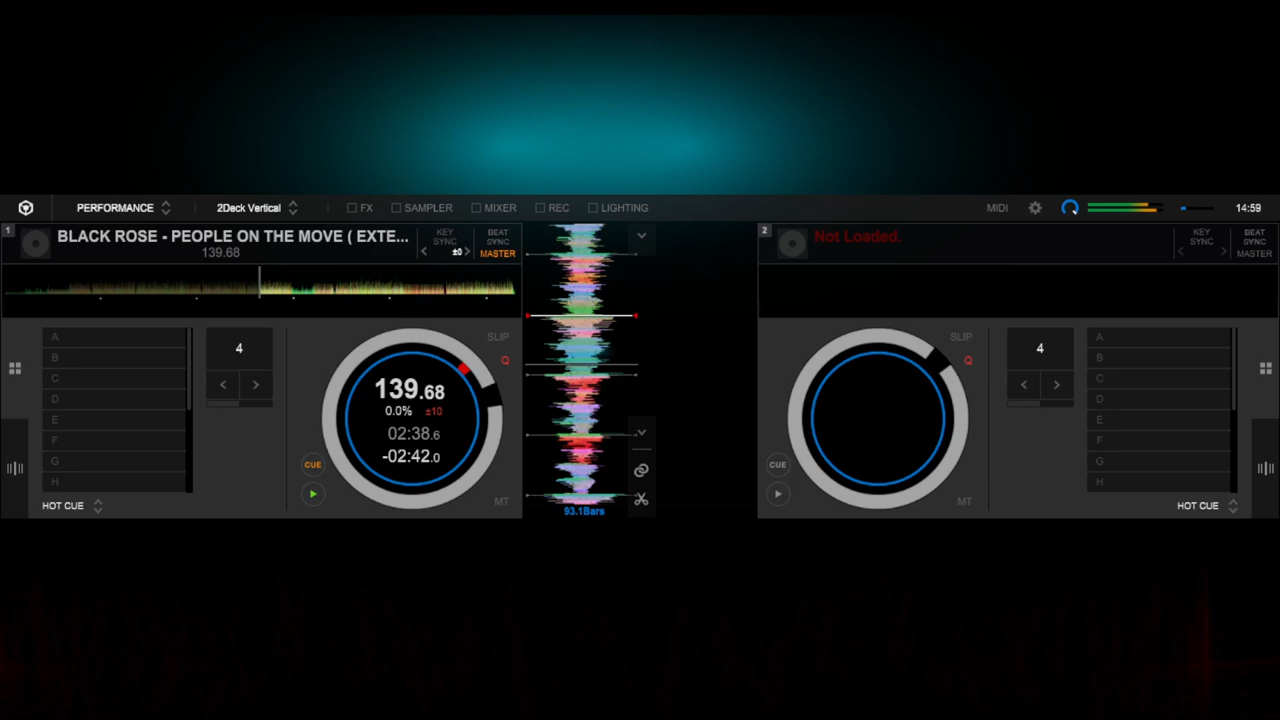 PERFORMANCE
2Deck Vertical
FX
SAMPLER
MIXER
REC
LIGHTING
MIDI
14:59
1
BLACK ROSE - PEOPLE ON THE MOVE ( EXTE...
139.68
KEY
SYNC
±0
BEAT
SYNC
MASTER
A
B
C
D
E
F
G
H
HOT CUE
4
SLIP
Q
139.68
0.0%
±10
02:38.6
-02:42.0
CUE
MT
93.1Bars
2
Not Loaded.
KEY
SYNC
BEAT
SYNC
MASTER
SLIP
Q
CUE
MT
4
A
B
C
D
E
F
G
H
HOT CUE